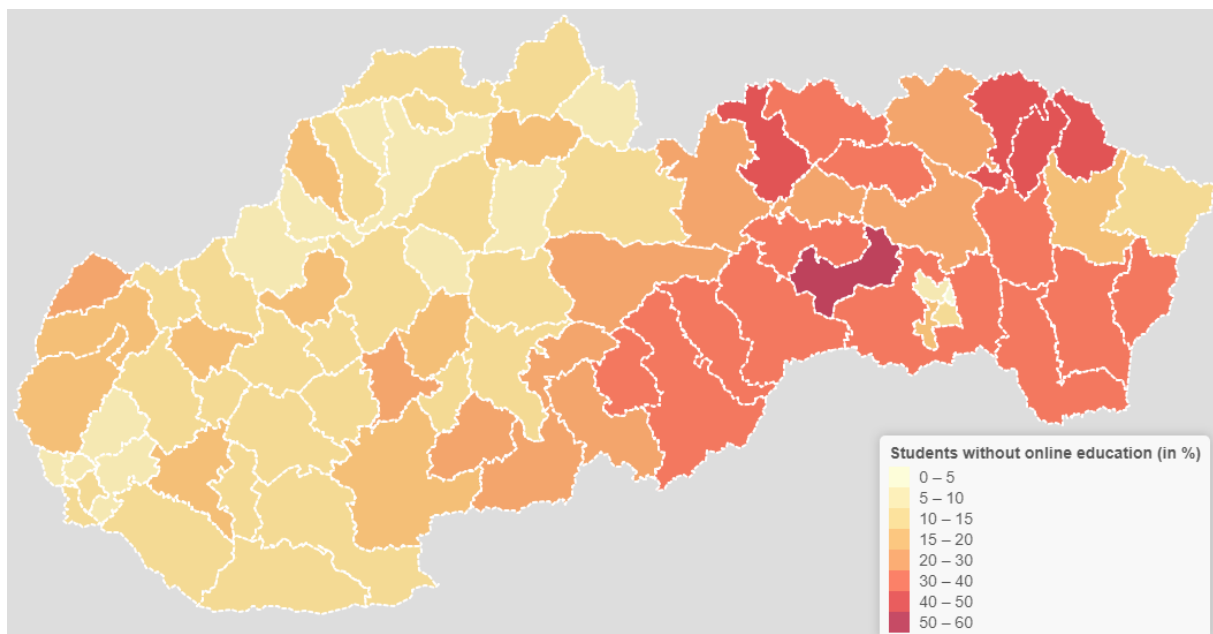 Students without online education (in %)
0 – 5
5 – 10
10 – 15
15 – 20
20 – 30
30 – 40
40 – 50
50 – 60